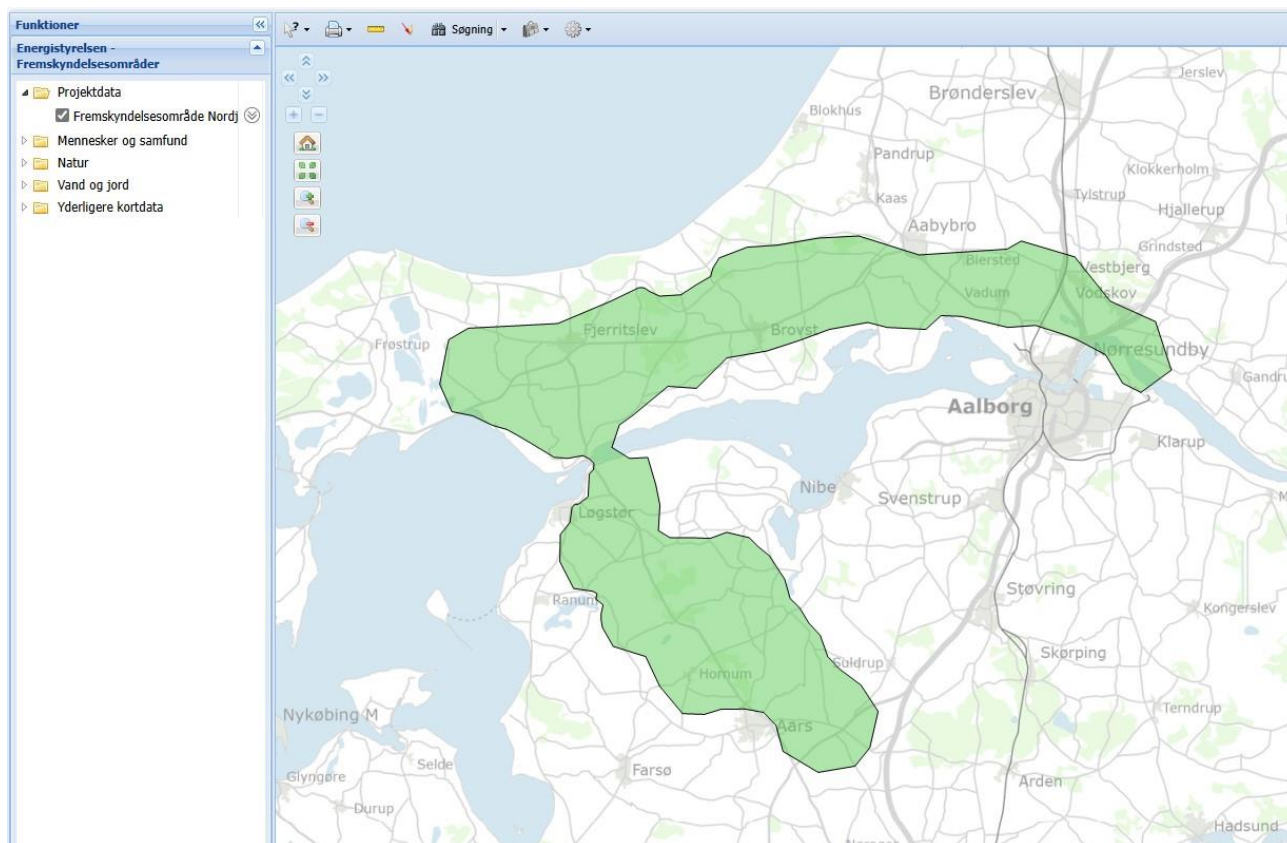 Funktioner
Energistyrelsen -
Fremskyndelsesområder
Projektdata
Fremskyndelsesområde Nordj
Mennesker og samfund
Natur
Vand og jord
Yderligere kortdata
?
Søgning
Jerslev
Brønderslev
Blokhus
Pandrup
Klokkerholm
Kaas
Tylstrup
Hjallerup
Aabybro
Grindsted
Biersted
Vestbjerg
Vadum
Vodskov
Fjerritslev
Brovst
Frøstrup
Nørresundby
Gandru
Aalborg
Klarup
Nibe
Svenstrup
Løgstør
Støvring
Ranum
Kongerslev
Skørping
Suldrup
Hornum
Terndrup
Nykøbing M
Aars
Selde
Farsø
Glyngøre
Arden
Durup
Hadsund